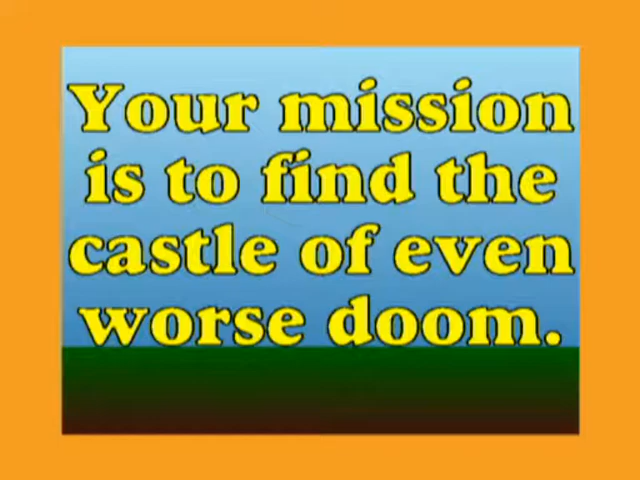 Your mission
is to find the
castle of even
worse doom.